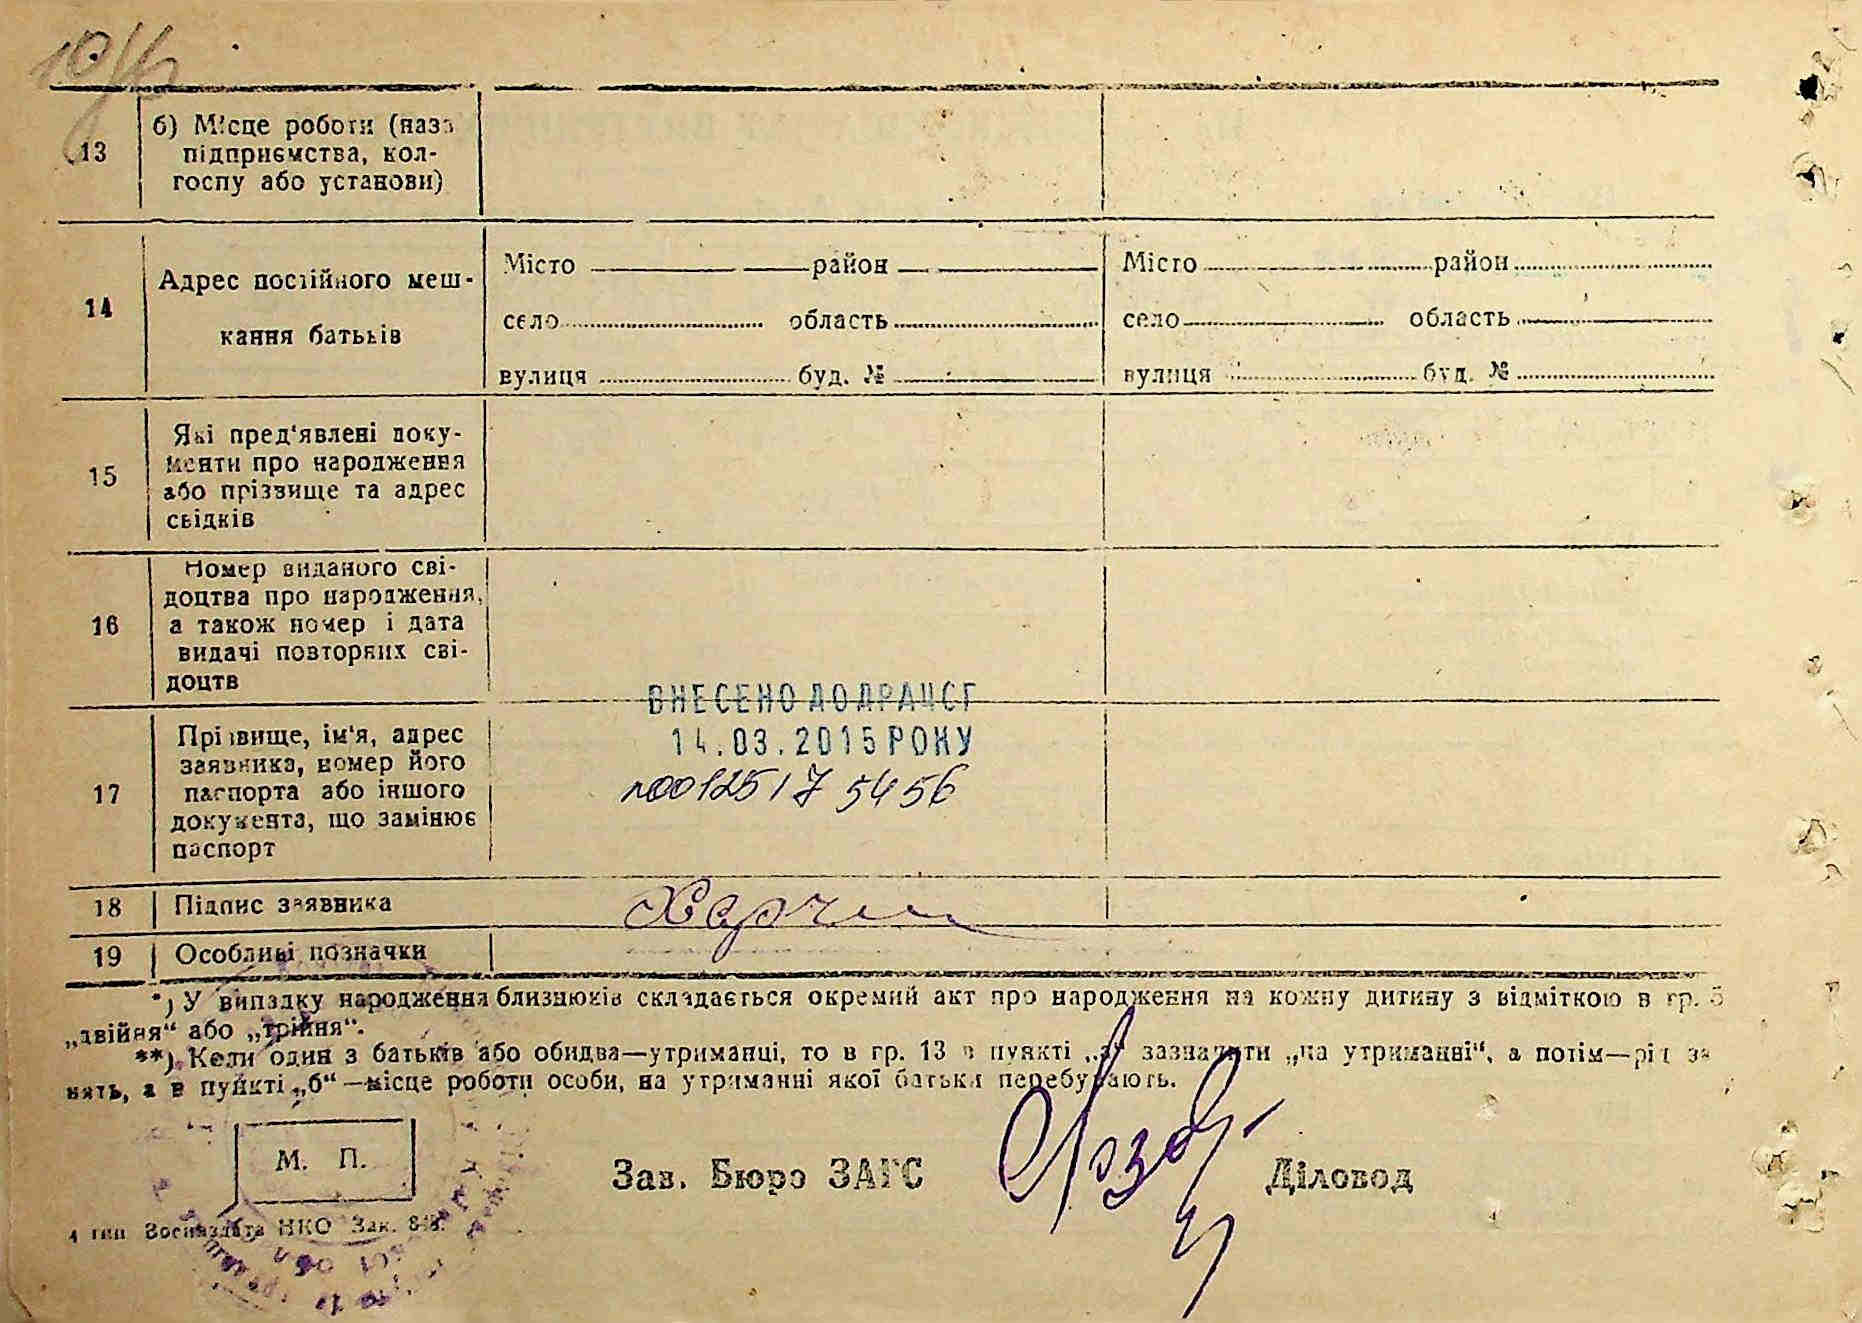 13
б) Місце роботи (назв
підприємства, кол-
госпу або установи)
14
Адрес постійного меш-
кання батьків
Місто район
село область
вулиця буд. №
Місто район
село область
вулиця буд. №
15
Які пред'явлені доку-
менти про народження
або прізвище та адрес
свідків
16
Номер виданого сві-
доцтва про народження,
а також номер і дата
видачі повторних сві-
доцтв
ВНЕСЕНО ДО ДРАЦСГ
14.03.2015 РОКУ
00125175456
17
Прізвище, ім'я, адрес
заявника, номер його
паспорта або іншого
документа, що замінює
паспорт
18
Підпис заявника
19
Особливі позначки
*) У випадку народження близнюків складається окремий акт про народження на кожну дитину з відміткою в гр. 5
„двійня“ або „трійня“.
**) Коли один з батьків або обидва—утриманці, то в гр. 13 в пункті „а“ зазначити „на утриманні“, а потім—рід за
нять, а в пункті „б“—місце роботи особи, на утриманні якої батьки перебувають.
М. П.
Зав. Бюро ЗАГС
Діловод
4 тип Воениздата НКО Зак.